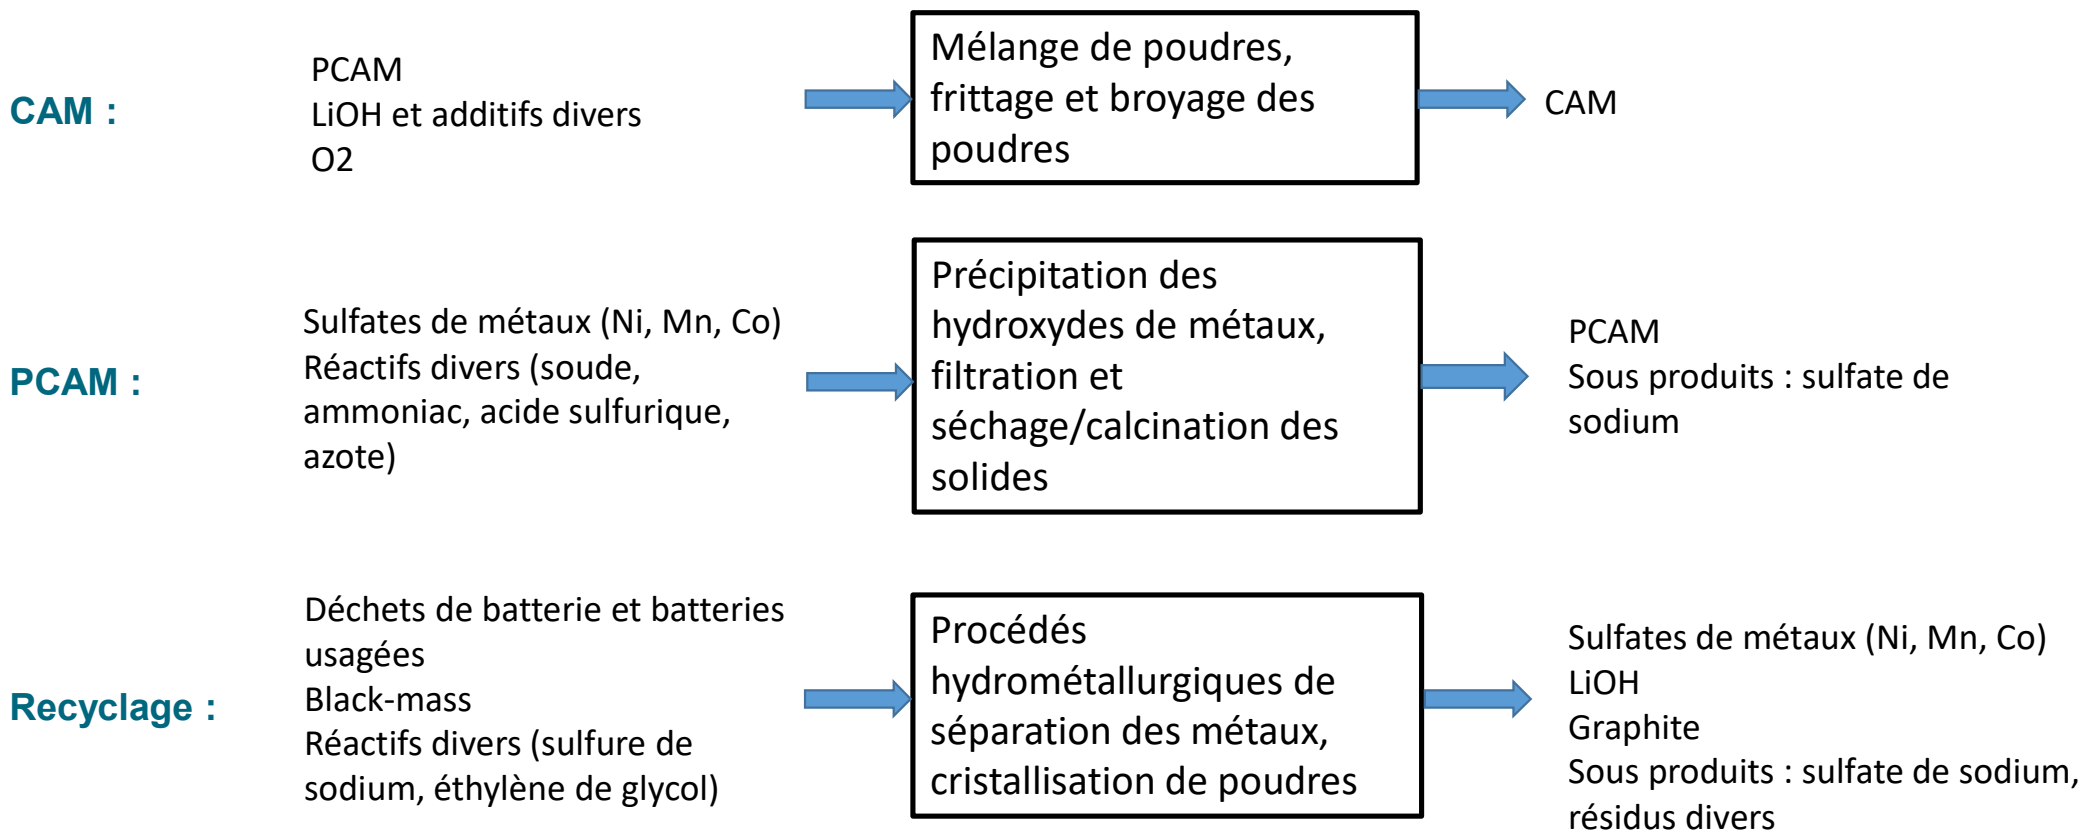 CAM :
PCAM
LiOH et additifs divers
O2
Mélange de poudres,
frittage et broyage des
poudres
CAM
PCAM :
Sulfates de métaux (Ni, Mn, Co)
Réactifs divers (soude,
ammoniac, acide sulfurique,
azote)
Précipitation des
hydroxydes de métaux,
filtration et
séchage/calcination des
solides
PCAM
Sous produits : sulfate de
sodium
Recyclage :
Déchets de batterie et batteries
usagées
Black-mass
Réactifs divers (sulfure de
sodium, éthylène de glycol)
Procédés
hydrométallurgiques de
séparation des métaux,
cristallisation de poudres
Sulfates de métaux (Ni, Mn, Co)
LiOH
Graphite
Sous produits : sulfate de sodium,
résidus divers